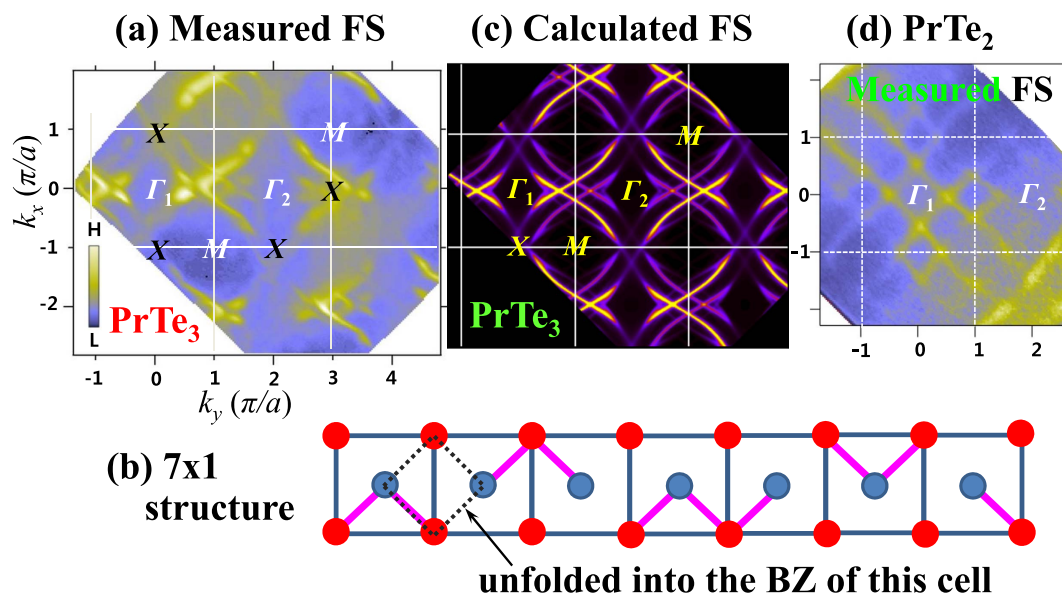 (a) Measured FS
(c) Calculated FS
(d) PrTe₂
kₓ (π/a)
1
0
-1
-2
X
M
Γ₁
Γ₂
X
X
M
X
H
L
PrTe₃
-1
0
1
2
3
4
k_y (π/a)
M
Γ₁
Γ₂
X
M
PrTe₃
Measured FS
1
0
-1
Γ₁
Γ₂
-1
0
1
2
(b) 7x1
structure
unfolded into the BZ of this cell